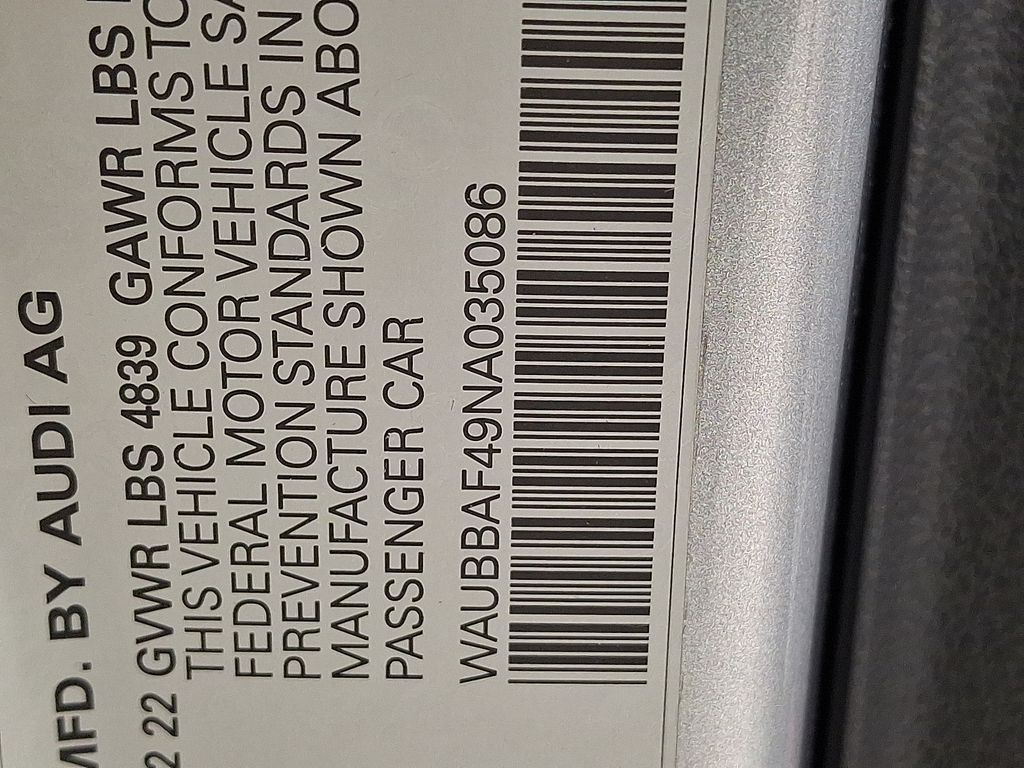 MFD. BY AUDI AG
2 22 GVWR LBS 4839 GAWR LBS
THIS VEHICLE CONFORMS TO
FEDERAL MOTOR VEHICLE SA
PREVENTION STANDARDS IN
MANUFACTURE SHOWN ABO
PASSENGER CAR
WAUBBAF49NA035086